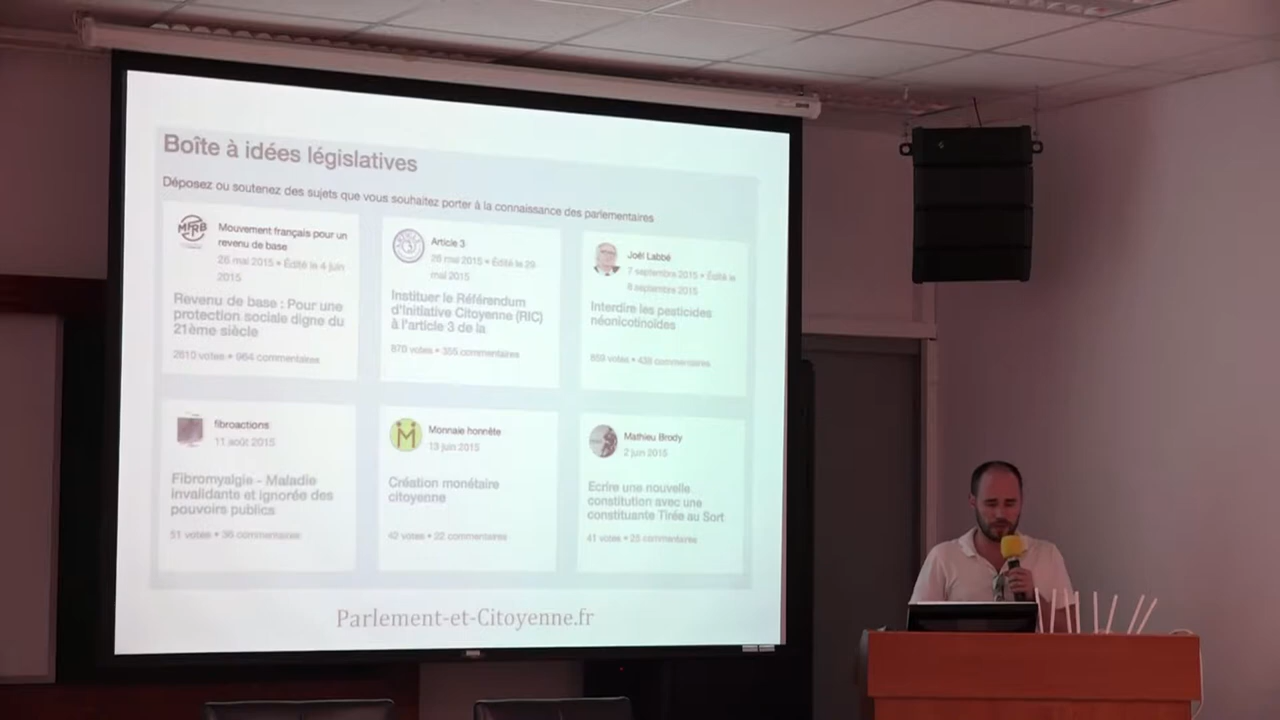 Boîte à idées législatives
Déposez ou soutenez des sujets que vous souhaitez porter à la connaissance des parlementaires
MFRB
Mouvement français pour un
revenu de base
26 mai 2015 • Édité le 4 juin
2015
Revenu de base : Pour une
protection sociale digne du
21ème siècle
2610 votes • 964 commentaires
Article 3
26 mai 2015 • Édité le 29
mai 2015
Instituer le Référendum
d'Initiative Citoyenne (RIC)
à l'article 3 de la
870 votes • 355 commentaires
Joël Labbé
7 septembre 2015 • Édité le
8 septembre 2015
Interdire les pesticides
néonicotinoïdes
859 votes • 438 commentaires
fibroactions
11 août 2015
Fibromyalgie - Maladie
invalidante et ignorée des
pouvoirs publics
51 votes • 36 commentaires
Monnaie honnête
13 juin 2015
Création monétaire
citoyenne
42 votes • 22 commentaires
Mathieu Brody
2 juin 2015
Ecrire une nouvelle
constitution avec une
constituante Tirée au Sort
41 votes • 25 commentaires
Parlement-et-Citoyenne.fr